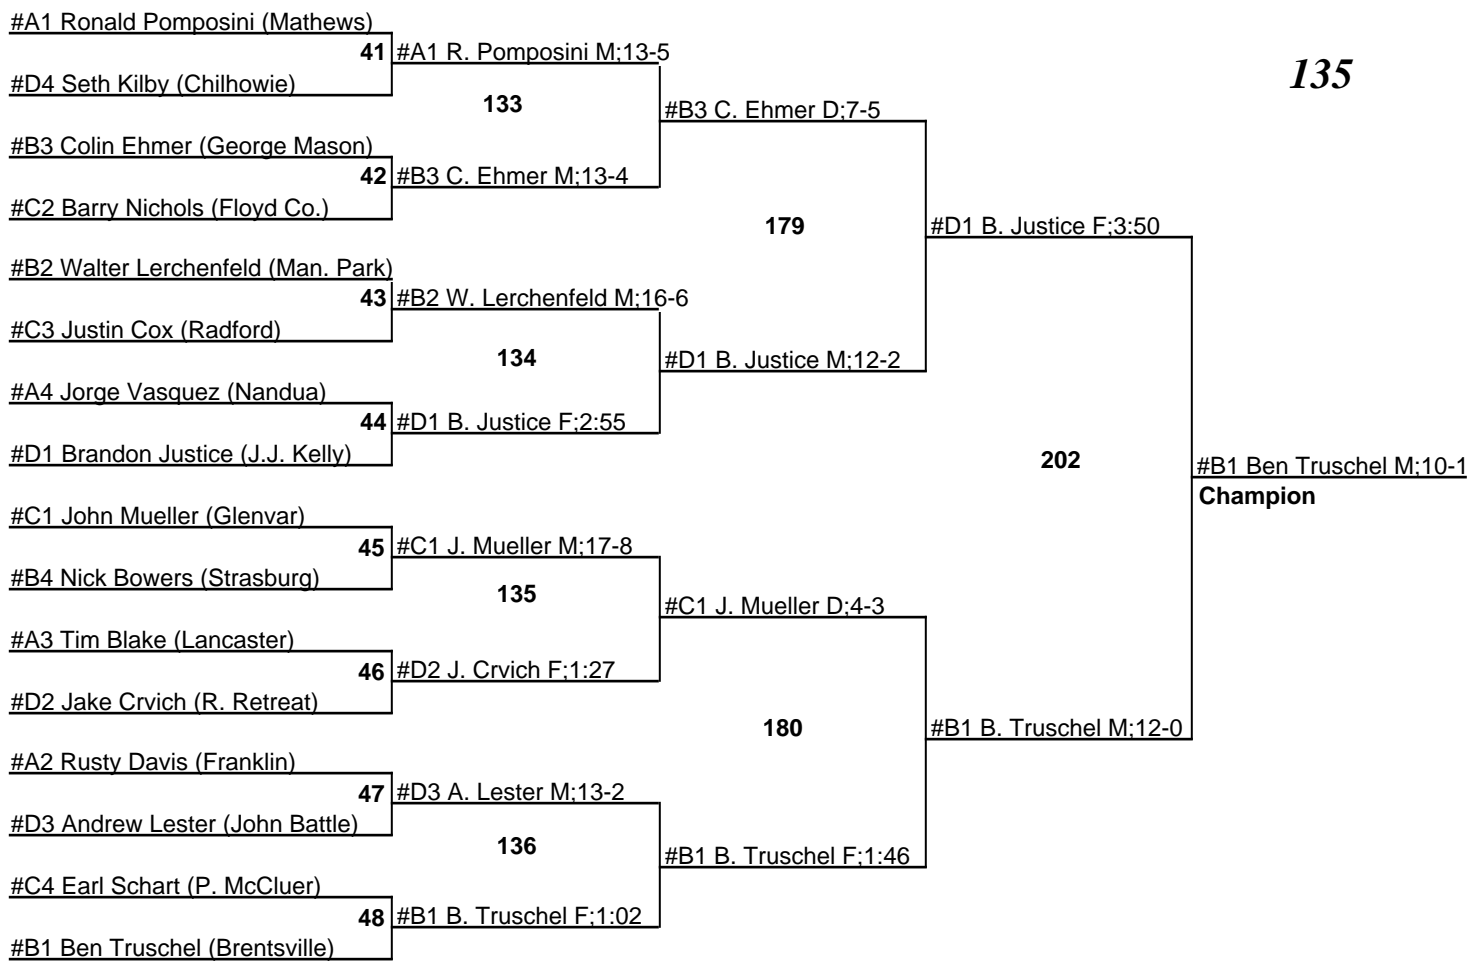 #A1 Ronald Pomposini (Mathews)
41 #A1 R. Pomposini M;13-5
135
#D4 Seth Kilby (Chilhowie)
133
#B3 C. Ehmer D;7-5
#B3 Colin Ehmer (George Mason)
42 #B3 C. Ehmer M;13-4
#C2 Barry Nichols (Floyd Co.)
179
#D1 B. Justice F;3:50
#B2 Walter Lerchenfeld (Man. Park)
43 #B2 W. Lerchenfeld M;16-6
#C3 Justin Cox (Radford)
134
#D1 B. Justice M;12-2
#A4 Jorge Vasquez (Nandua)
44 #D1 B. Justice F;2:55
#D1 Brandon Justice (J.J. Kelly)
202
#B1 Ben Truschel M;10-1
Champion
#C1 John Mueller (Glenvar)
45 #C1 J. Mueller M;17-8
#B4 Nick Bowers (Strasburg)
135
#C1 J. Mueller D;4-3
#A3 Tim Blake (Lancaster)
46 #D2 J. Crvich F;1:27
#D2 Jake Crvich (R. Retreat)
180
#B1 B. Truschel M;12-0
#A2 Rusty Davis (Franklin)
47 #D3 A. Lester M;13-2
#D3 Andrew Lester (John Battle)
136
#B1 B. Truschel F;1:46
#C4 Earl Schart (P. McCluer)
48 #B1 B. Truschel F;1:02
#B1 Ben Truschel (Brentsville)